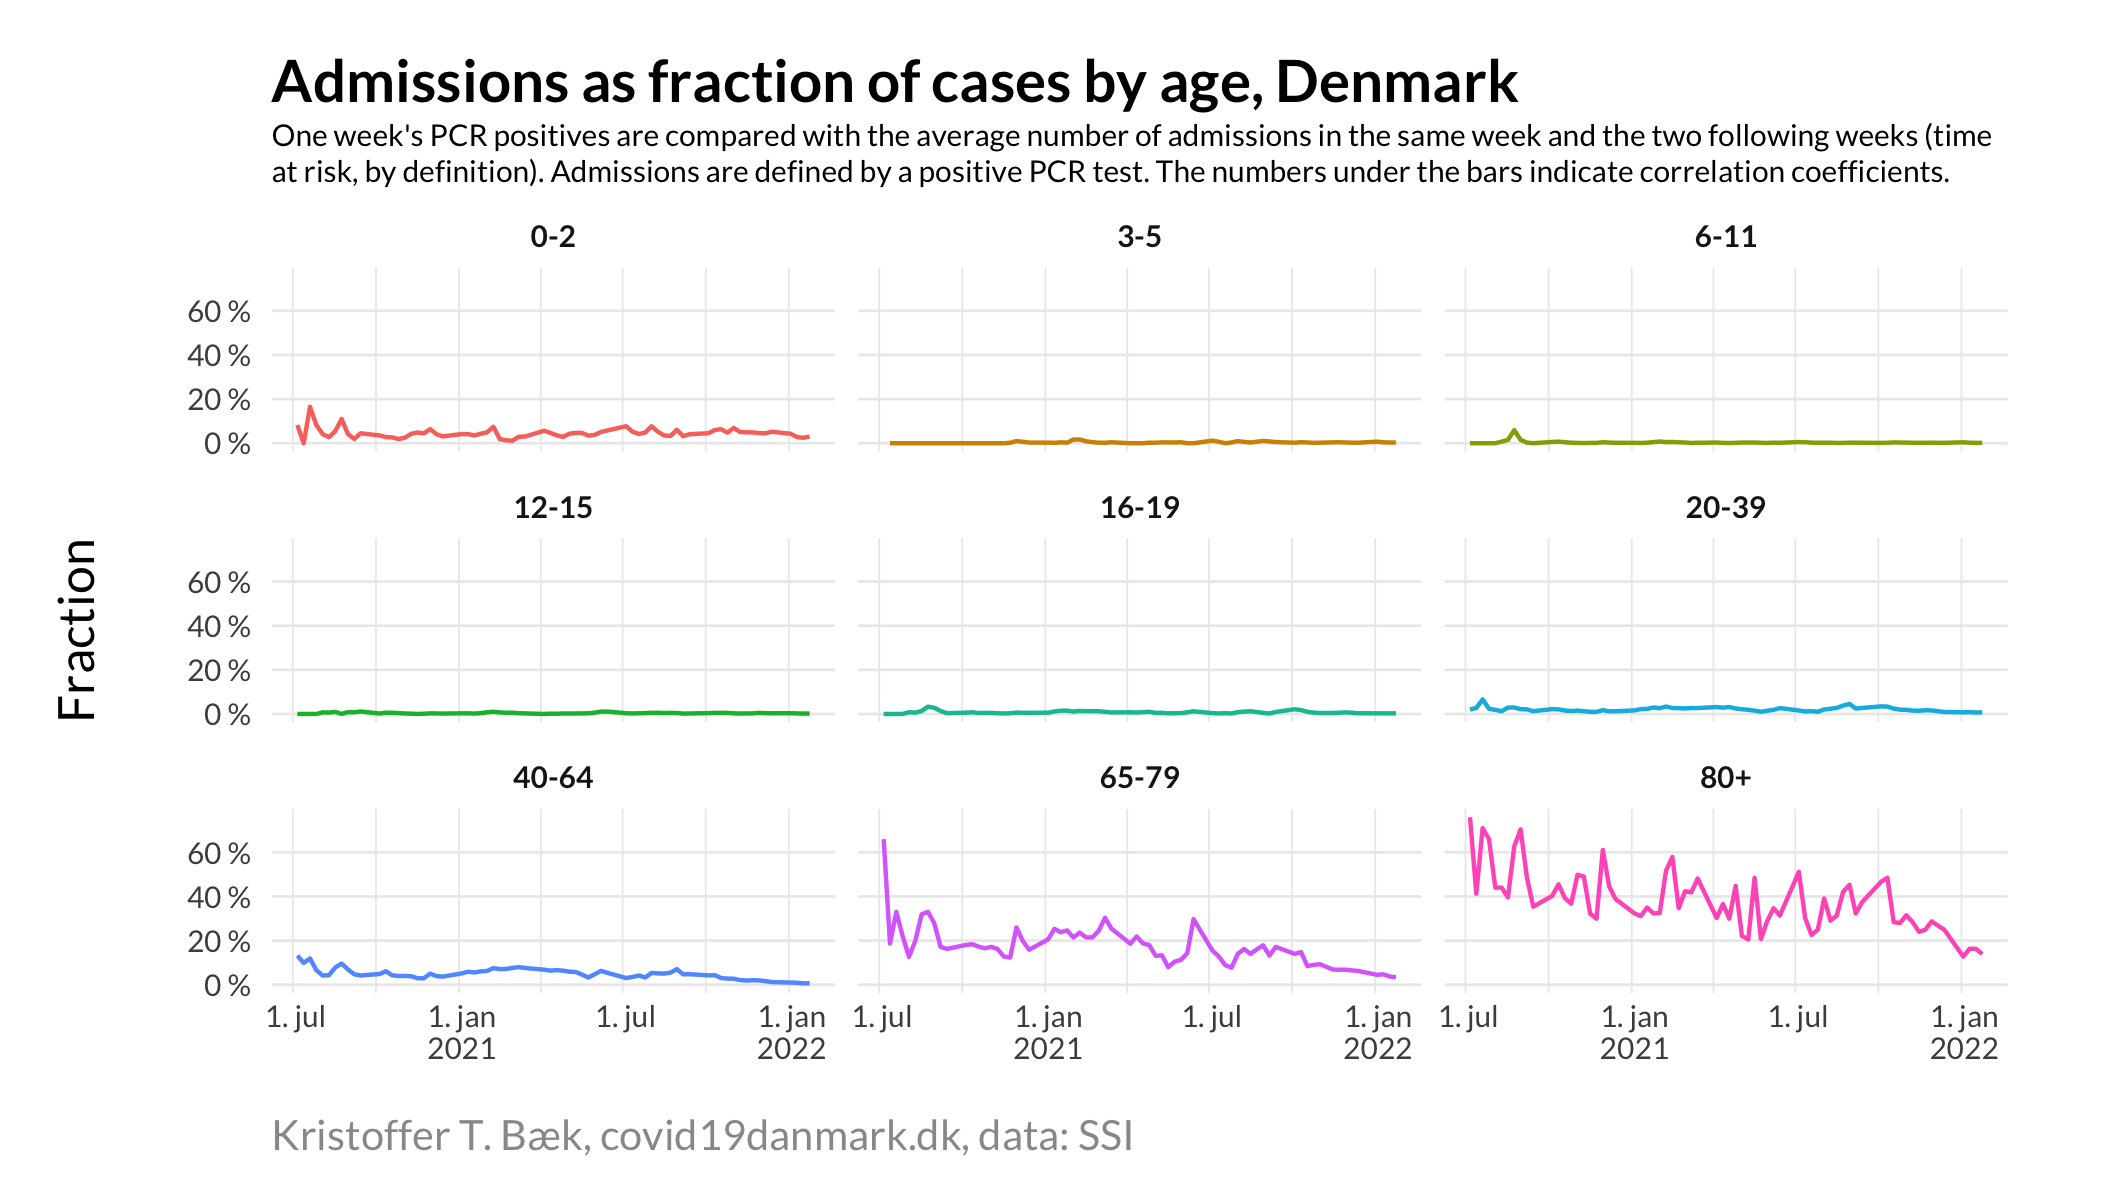 Admissions as fraction of cases by age, Denmark
One week's PCR positives are compared with the average number of admissions in the same week and the two following weeks (time
at risk, by definition). Admissions are defined by a positive PCR test. The numbers under the bars indicate correlation coefficients.
0-2 3-5 6-11
60 %
40 %
20 %
0 %
12-15 16-19 20-39
60 %
40 %
20 %
0 %
Fraction
40-64 65-79 80+
60 %
40 %
20 %
0 %
1. jul 1. jan 1. jul 1. jan 1. jul 1. jan 1. jul 1. jan 1. jul 1. jan 1. jul 1. jan
2021 2022 2021 2022 2021 2022
Kristoffer T. Bæk, covid19danmark.dk, data: SSI